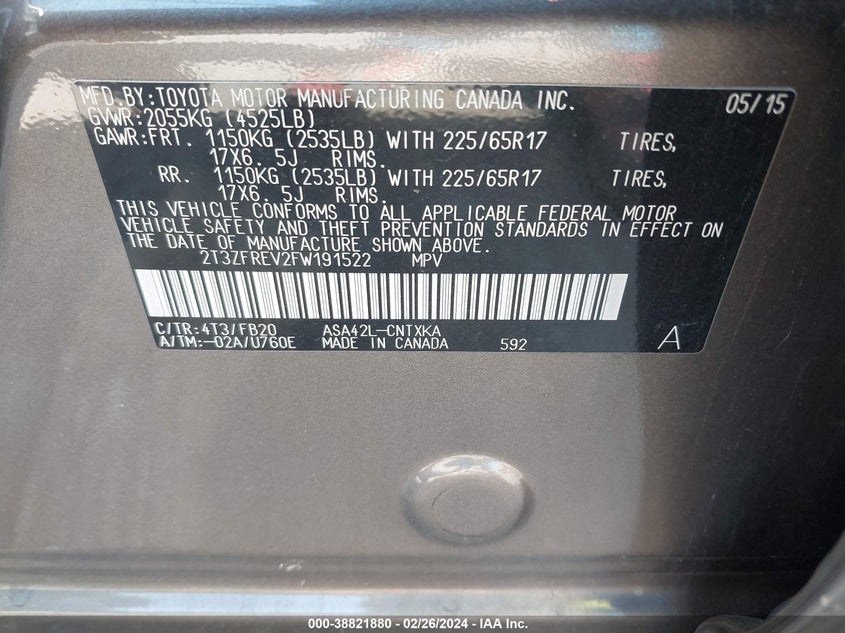 MFD.BY:TOYOTA MOTOR MANUFACTURING CANADA INC. 05/15
GVWR:2055KG (4525LB)
GAWR:FRT. 1150KG (2535LB) WITH 225/65R17 TIRES,
17X6.5J RIMS.
RR. 1150KG (2535LB) WITH 225/65R17 TIRES,
17X6.5J RIMS.
THIS VEHICLE CONFORMS TO ALL APPLICABLE FEDERAL MOTOR
VEHICLE SAFETY AND THEFT PREVENTION STANDARDS IN EFFECT ON
THE DATE OF MANUFACTURE SHOWN ABOVE.
2T3ZFREV2FW191522 MPV
C/TR:4T3/FB20 ASA42L-CNTXKA
A/TM:-02A/U760E MADE IN CANADA 592 A
000-38821880 - 02/26/2024 - IAA Inc.